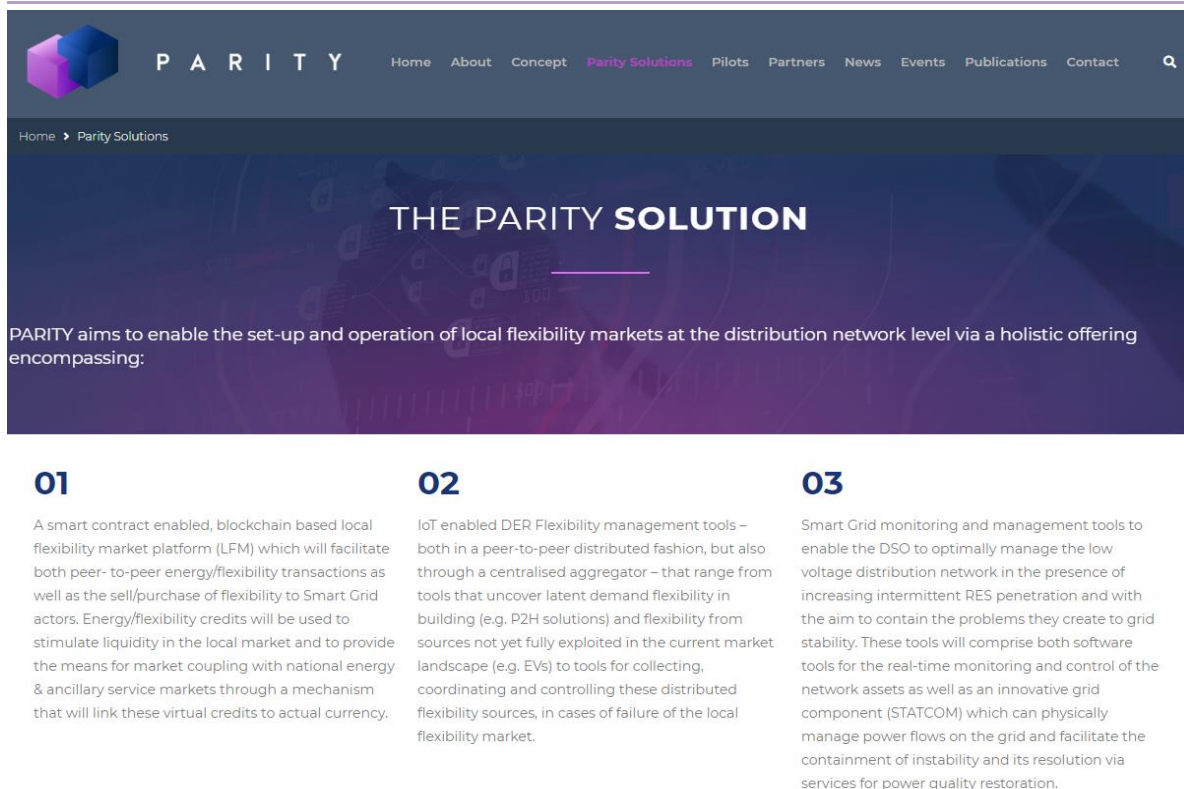 PARITY
Home About Concept Parity Solutions Pilots Partners News Events Publications Contact
Home > Parity Solutions
THE PARITY SOLUTION
PARITY aims to enable the set-up and operation of local flexibility markets at the distribution network level via a holistic offering
encompassing:
01
A smart contract enabled, blockchain based local
flexibility market platform (LFM) which will facilitate
both peer- to-peer energy/flexibility transactions as
well as the sell/purchase of flexibility to Smart Grid
actors. Energy/flexibility credits will be used to
stimulate liquidity in the local market and to provide
the means for market coupling with national energy
& ancillary service markets through a mechanism
that will link these virtual credits to actual currency.
02
IoT enabled DER Flexibility management tools –
both in a peer-to-peer distributed fashion, but also
through a centralised aggregator – that range from
tools that uncover latent demand flexibility in
building (e.g. P2H solutions) and flexibility from
sources not yet fully exploited in the current market
landscape (e.g. EVs) to tools for collecting,
coordinating and controlling these distributed
flexibility sources, in cases of failure of the local
flexibility market.
03
Smart Grid monitoring and management tools to
enable the DSO to optimally manage the low
voltage distribution network in the presence of
increasing intermittent RES penetration and with
the aim to contain the problems they create to grid
stability. These tools will comprise both software
tools for the real-time monitoring and control of the
network assets as well as an innovative grid
component (STATCOM) which can physically
manage power flows on the grid and facilitate the
containment of instability and its resolution via
services for power quality restoration.